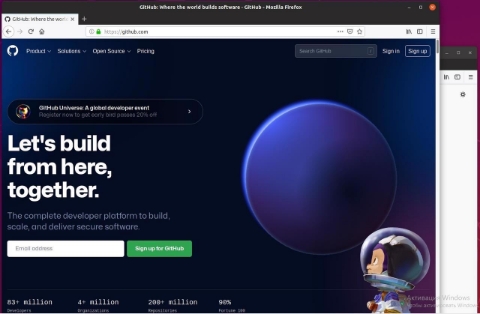 GitHub: Where the world builds software · GitHub - Mozilla Firefox
GitHub: Where the world
https://github.com
Product
Solutions
Open Source
Pricing
Search GitHub
/
Sign in
Sign up
GitHub Universe: A global developer event
Register now to get early bird passes 20% off
Let's build
from here,
together.
The complete developer platform to build,
scale, and deliver secure software.
Email address
Sign up for GitHub
83+ million
Developers
4+ million
Organizations
200+ million
Repositories
90%
Fortune 100
Активация Windows